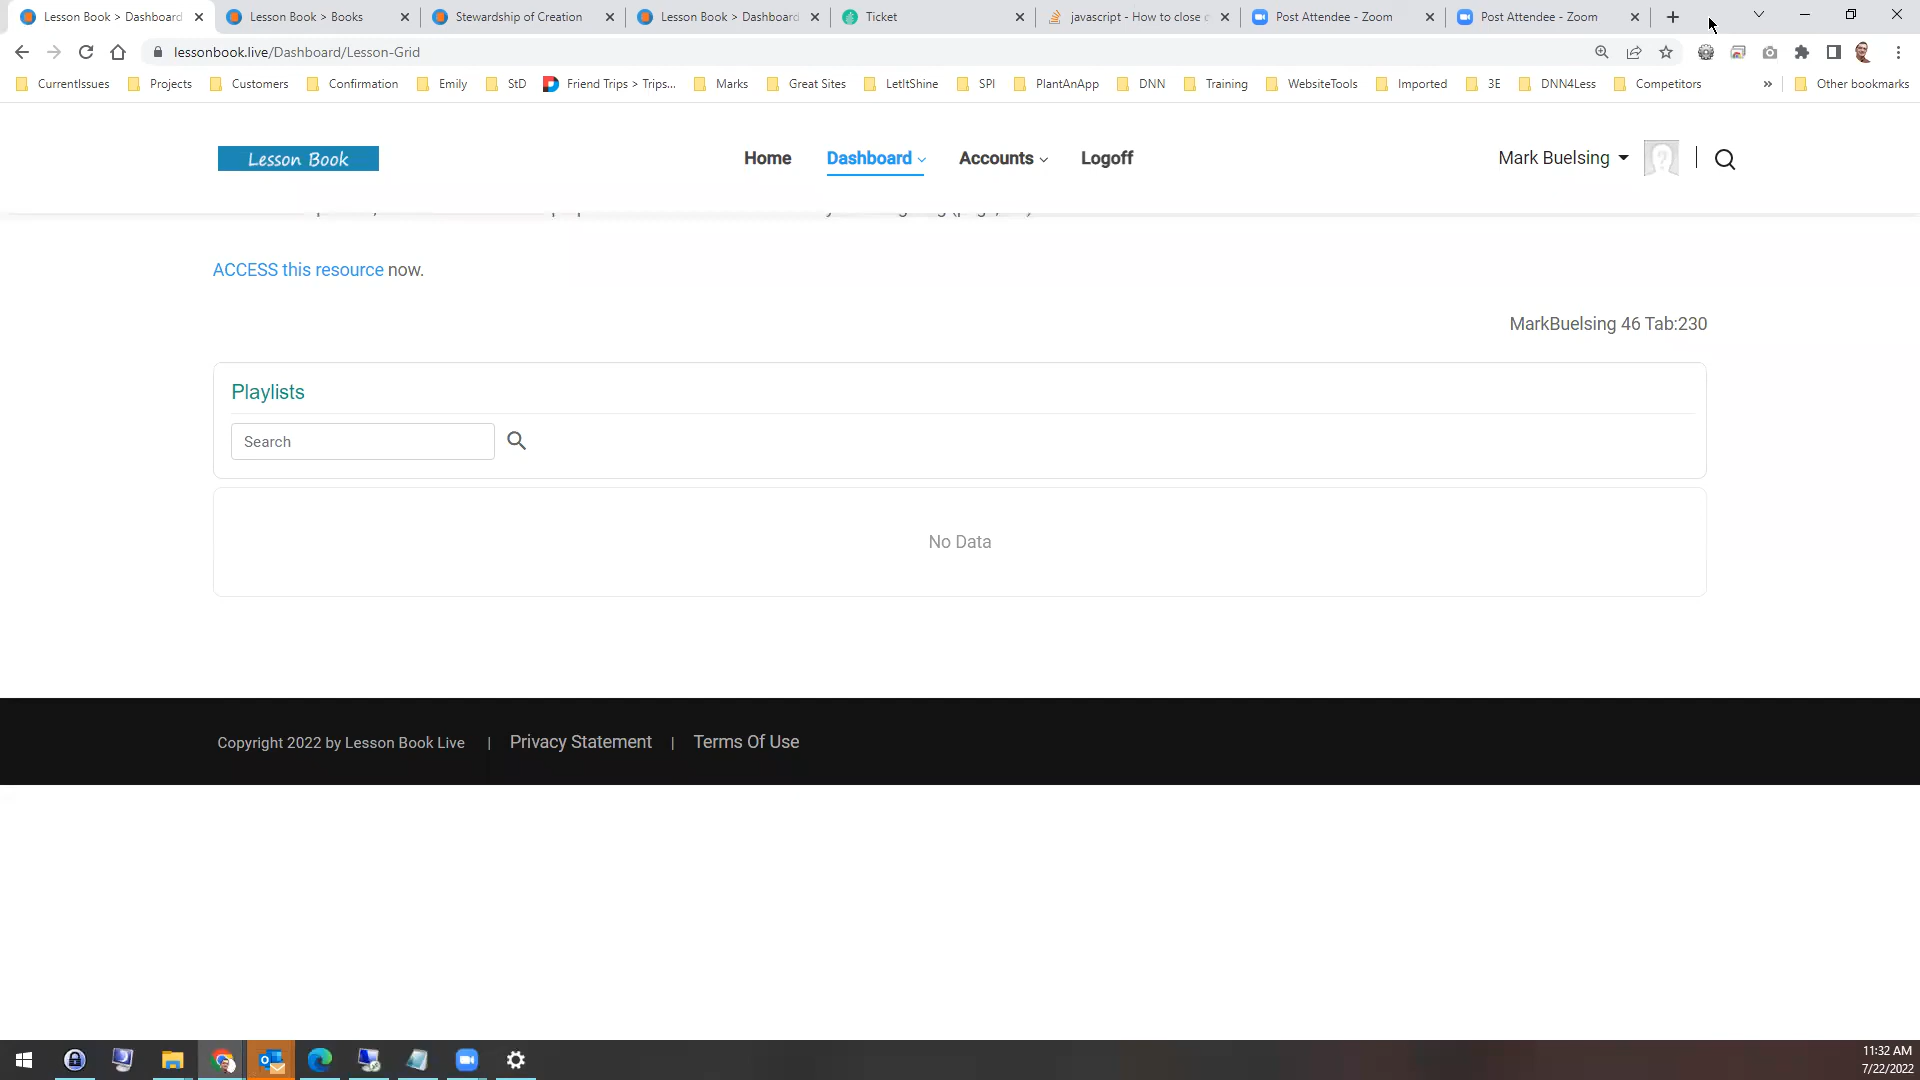 Lesson Book > Dashboard
Lesson Book > Books
Stewardship of Creation
Lesson Book > Dashboard
Ticket
javascript - How to close
Post Attendee - Zoom
Post Attendee - Zoom
lessonbook.live/Dashboard/Lesson-Grid
CurrentIssues
Projects
Customers
Confirmation
Emily
StD
Friend Trips > Trips...
Marks
Great Sites
LetItShine
SPI
PlantAnApp
DNN
Training
WebsiteTools
Imported
3E
DNN4Less
Competitors
»
Other bookmarks
Lesson Book
Home
Dashboard
Accounts
Logoff
Mark Buelsing
ACCESS this resource now.
MarkBuelsing 46 Tab:230
Playlists
Search
No Data
Copyright 2022 by Lesson Book Live | Privacy Statement | Terms Of Use
11:32 AM
7/22/2022